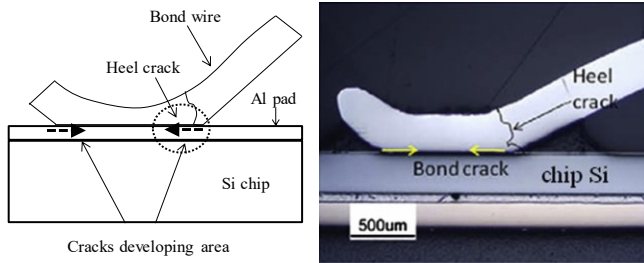 Bond wire
Heel crack
Al pad
Si chip
Cracks developing area
Heel
crack
Bond crack
chip Si
500um